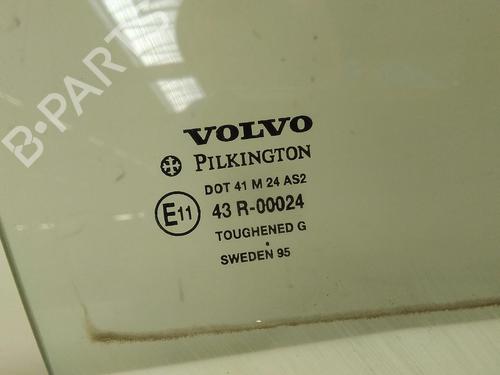 B-PARTS
VOLVO
PILKINGTON
DOT 41 M 24 AS2
E11 43 R-00024
TOUGHENED G
SWEDEN 95